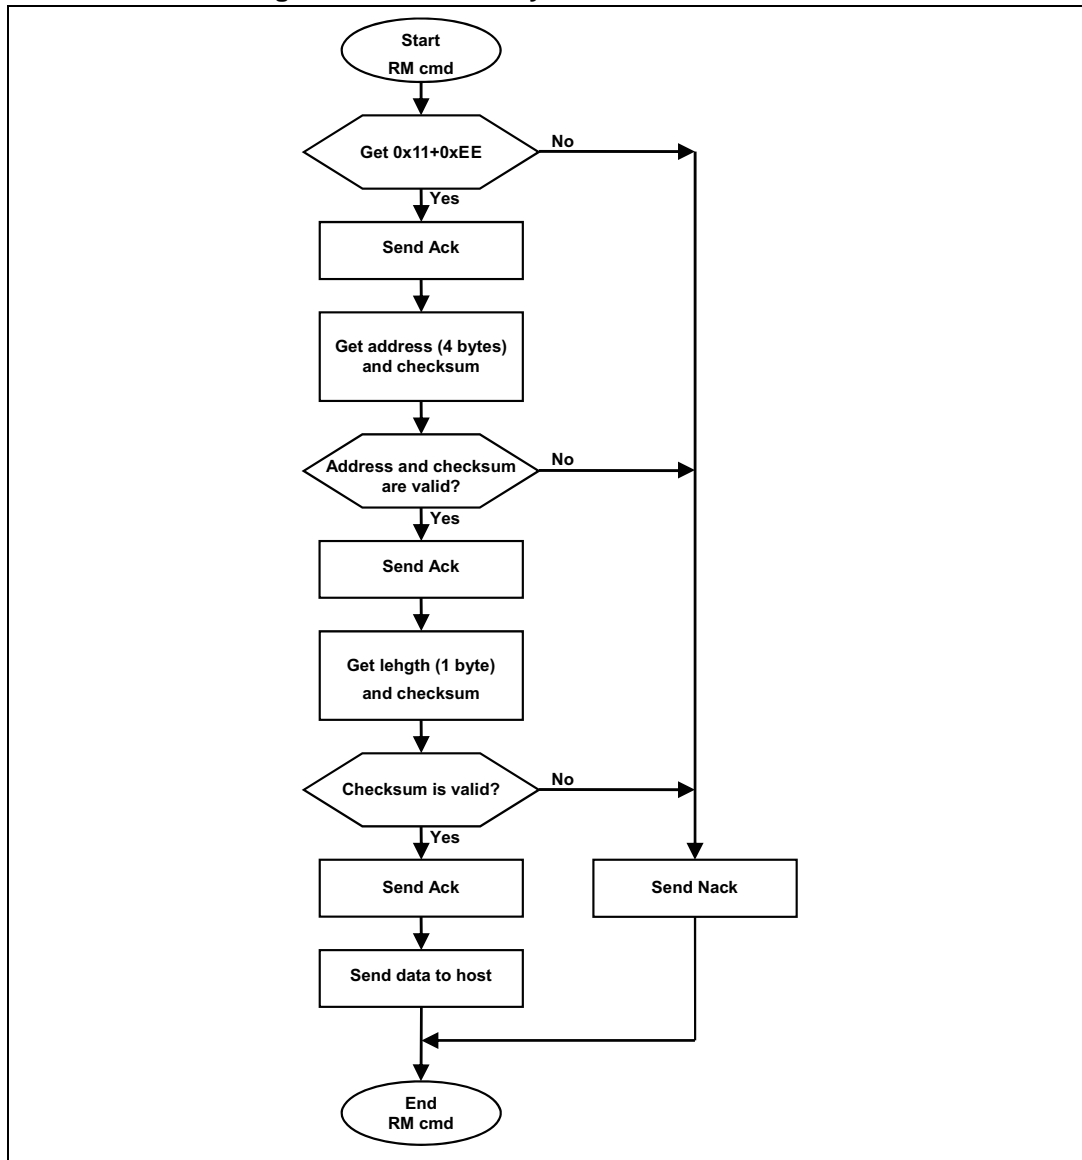 Start
RM cmd
Get 0x11+0xEE
No
Yes
Send Ack
Get address (4 bytes)
and checksum
Address and checksum
are valid?
No
Yes
Send Ack
Get lehgth (1 byte)
and checksum
Checksum is valid?
No
Yes
Send Ack
Send Nack
Send data to host
End
RM cmd